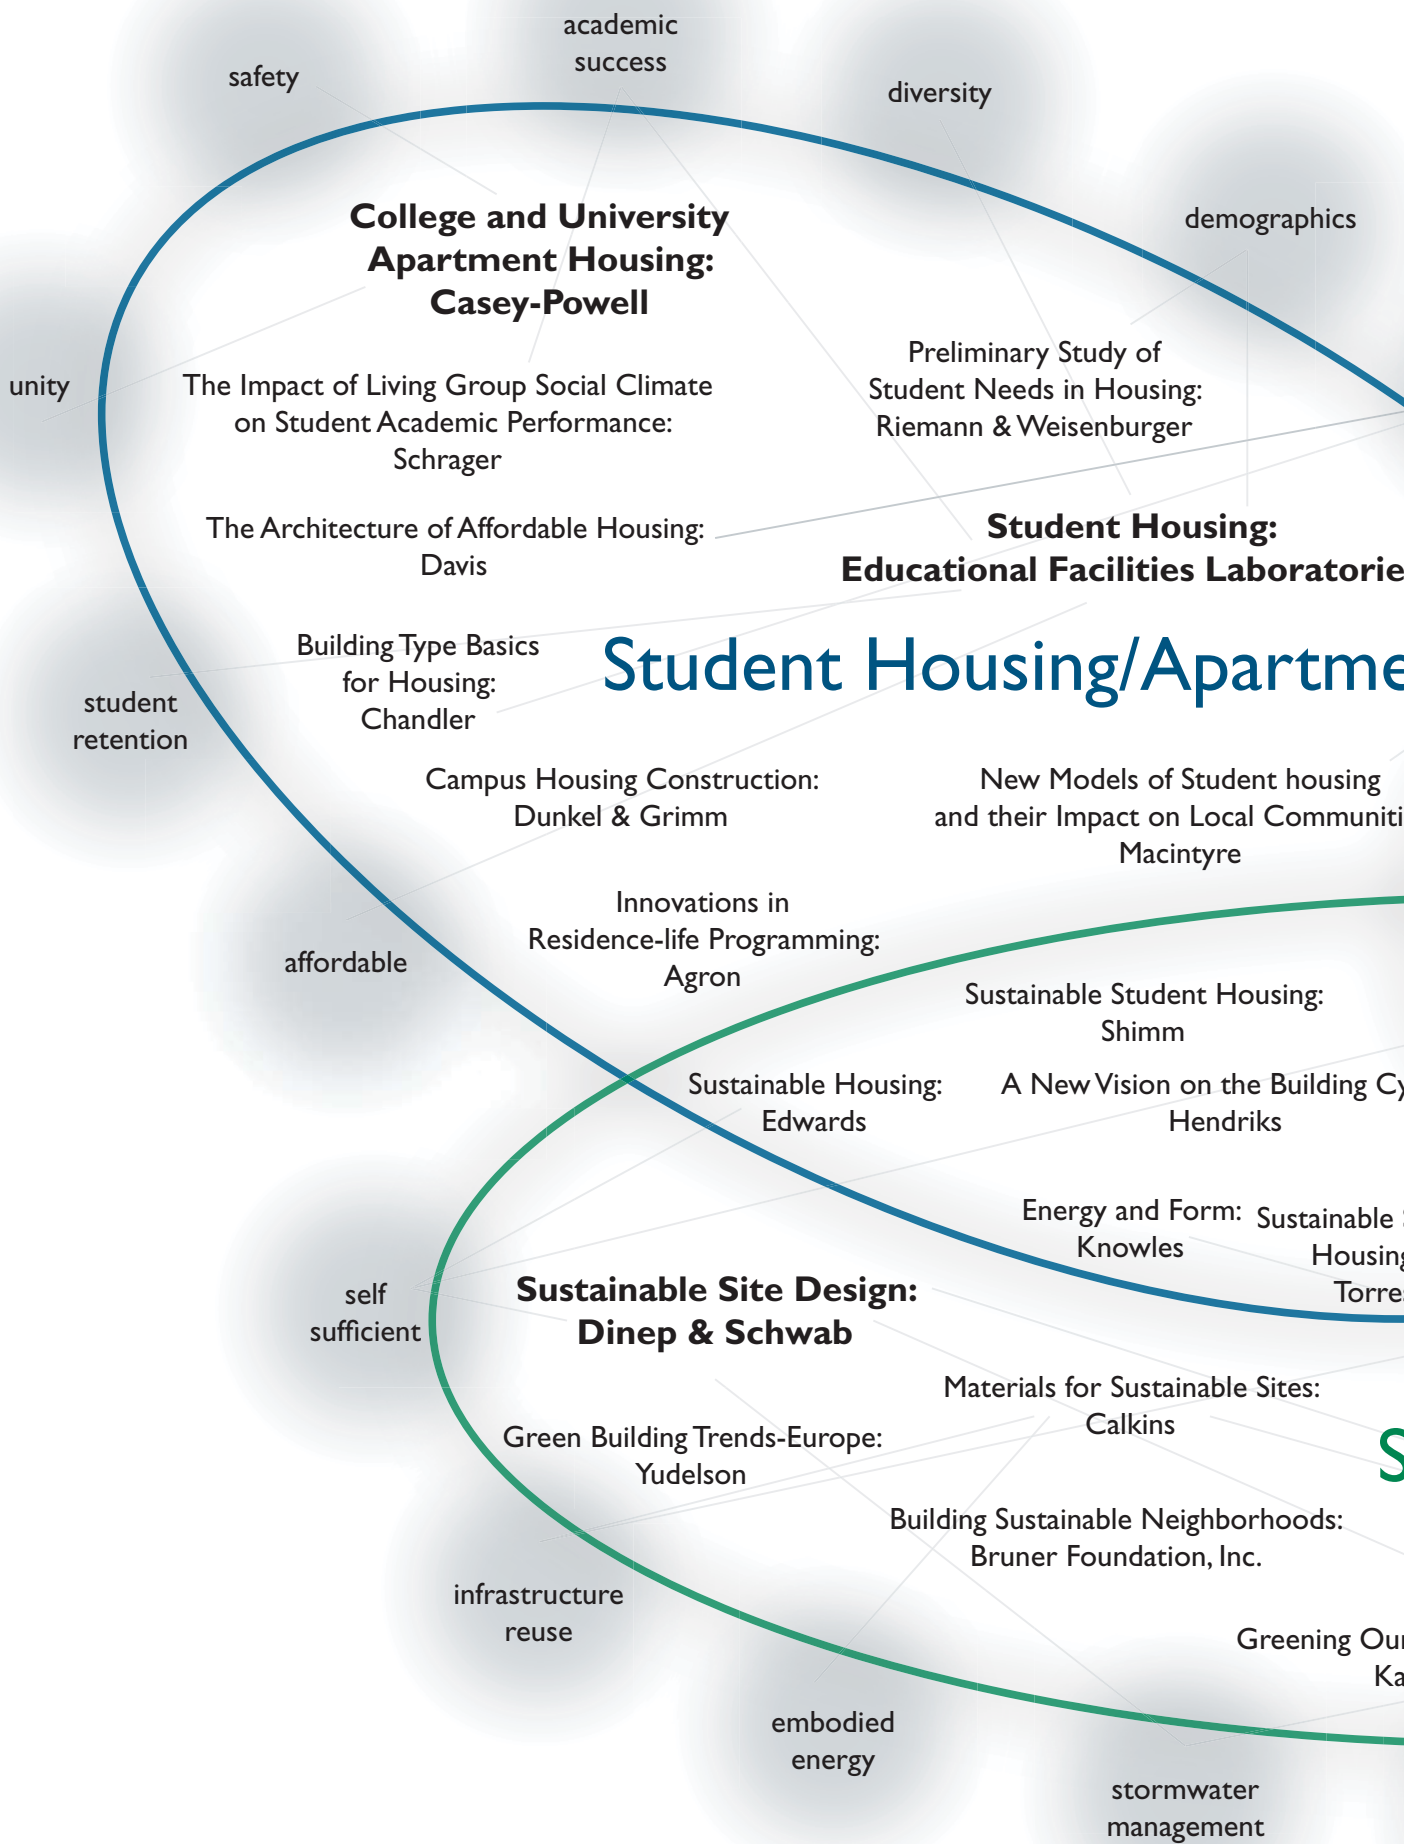 academic
success
safety
diversity
demographics
College and University
Apartment Housing:
Casey-Powell
Preliminary Study of
Student Needs in Housing:
Riemann & Weisenburger
unity
The Impact of Living Group Social Climate
on Student Academic Performance:
Schrager
The Architecture of Affordable Housing:
Davis
Student Housing:
Educational Facilities Laboratorie
Building Type Basics
for Housing:
Chandler
Student Housing/Apartme
student
retention
Campus Housing Construction:
Dunkel & Grimm
New Models of Student housing
and their Impact on Local Communiti
Macintyre
Innovations in
Residence-life Programming:
Agron
affordable
Sustainable Student Housing:
Shimm
Sustainable Housing:
Edwards
A New Vision on the Building Cy
Hendriks
Energy and Form:
Knowles
Sustainable S
Housing
Torres
self
sufficient
Sustainable Site Design:
Dinep & Schwab
Materials for Sustainable Sites:
Calkins
Green Building Trends-Europe:
Yudelson
S
Building Sustainable Neighborhoods:
Bruner Foundation, Inc.
infrastructure
reuse
Greening Our
Ka
embodied
energy
stormwater
management